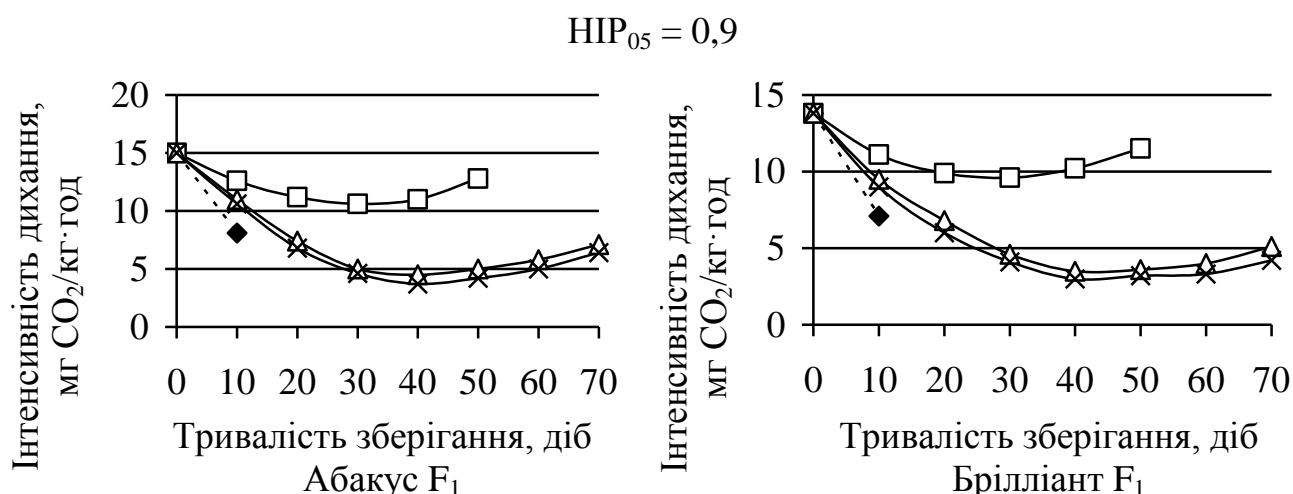 НІР₀₅ = 0,9
Інтенсивність дихання,
мг CO₂/кг·год
20
15
10
5
0
0 10 20 30 40 50 60 70
Тривалість зберігання, діб
Абакус F₁
Інтенсивність дихання,
мг CO₂/кг·год
15
10
5
0
0 10 20 30 40 50 60 70
Тривалість зберігання, діб
Брілліант F₁